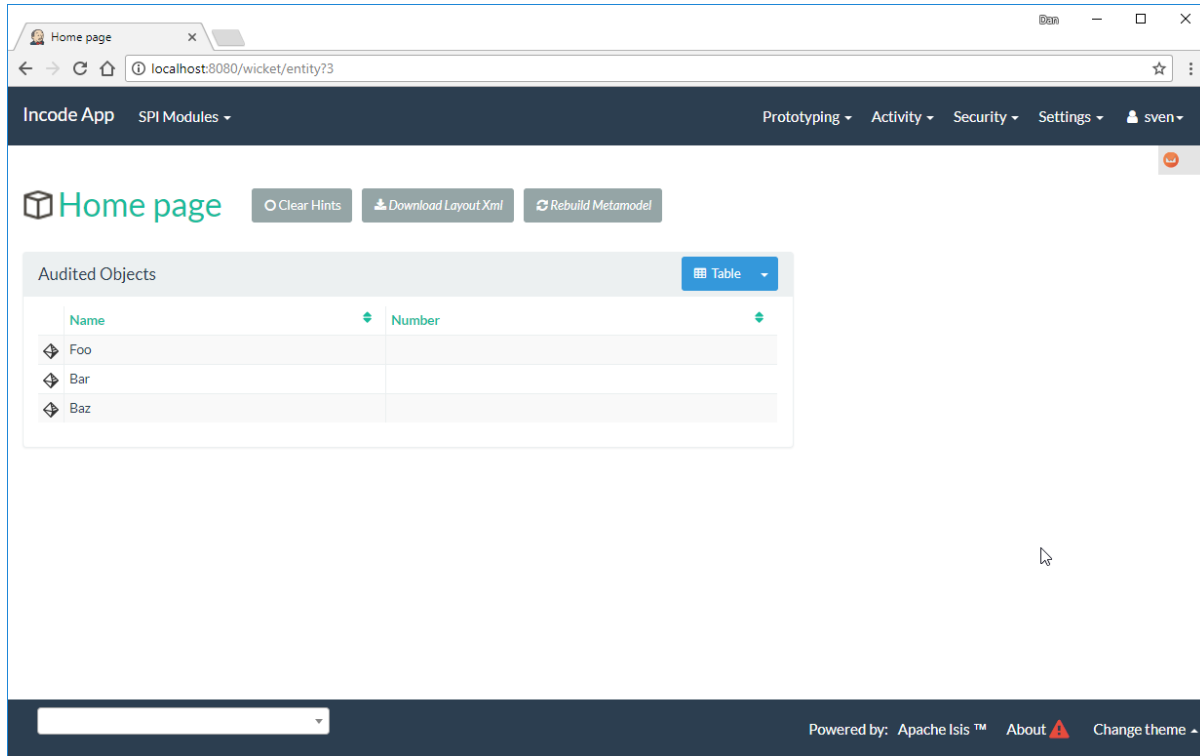 Dan
Home page
localhost:8080/wicket/entity?3
Incode App SPI Modules Prototyping Activity Security Settings sven
Home page Clear Hints Download Layout Xml Rebuild Metamodel
Audited Objects Table
Name Number
Foo
Bar
Baz
Powered by: Apache Isis ™ About Change theme